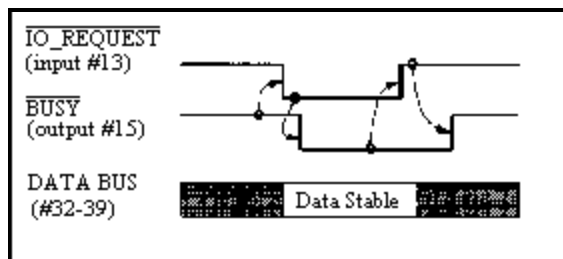 IO_REQUEST
(input #13)
BUSY
(output #15)
DATA BUS
(#32-39)
Data Stable